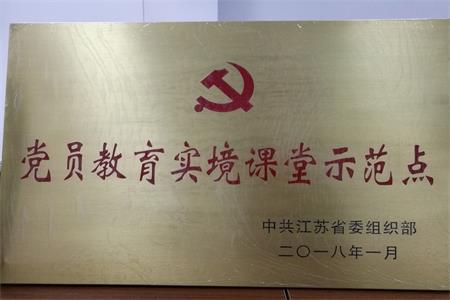 党员教育实境课堂示范点
中共江苏省委组织部
二〇一八年一月